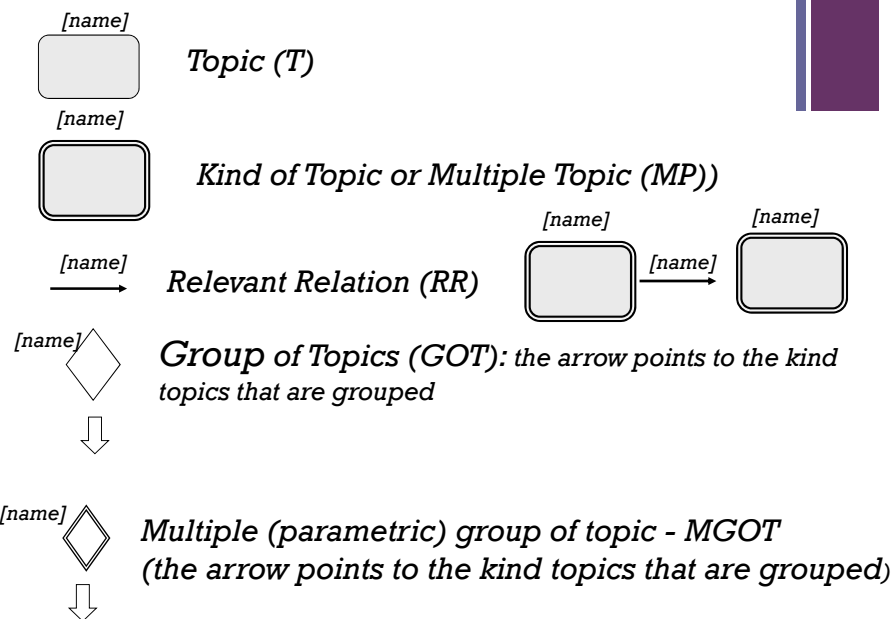 [name]
Topic (T)
[name]
Kind of Topic or Multiple Topic (MP))
[name]
[name]
[name]
Relevant Relation (RR)
[name]
[name]
Group of Topics (GOT): the arrow points to the kind
topics that are grouped
[name]
Multiple (parametric) group of topic - MGOT
(the arrow points to the kind topics that are grouped)